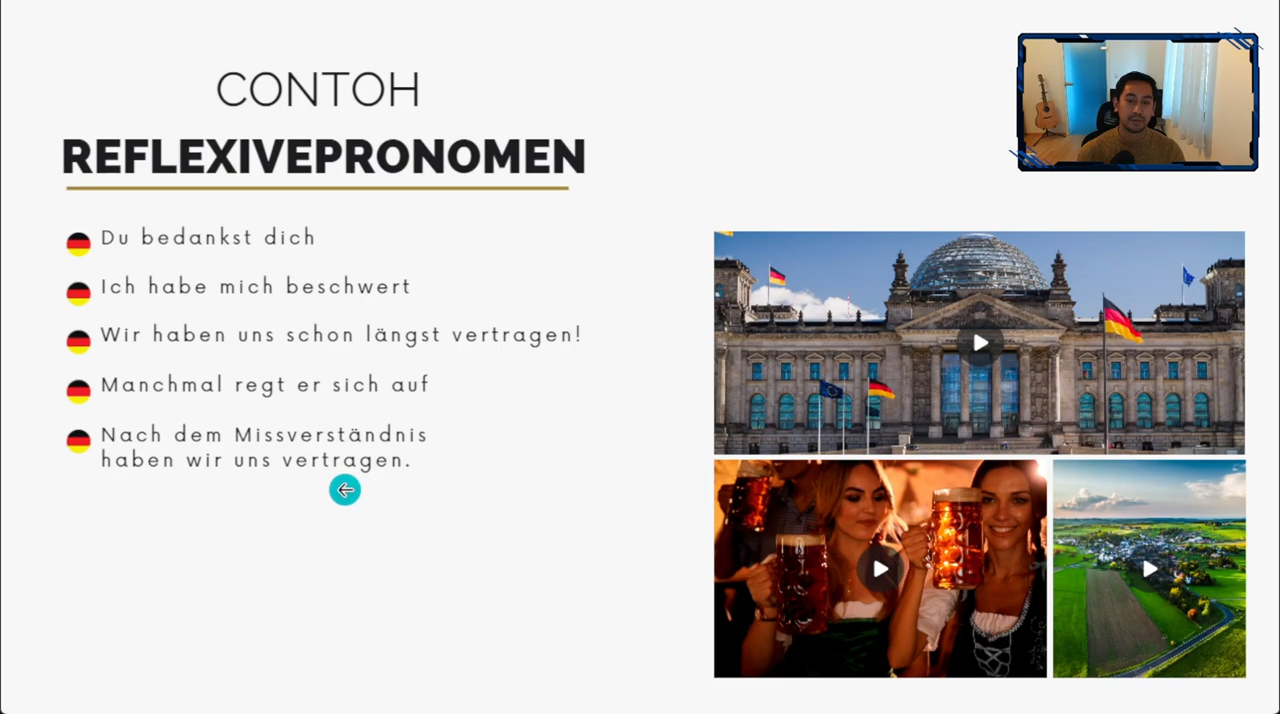 CONTOH
REFLEXIVEPRONOMEN
Du bedankst dich
Ich habe mich beschwert
Wir haben uns schon längst vertragen!
Manchmal regt er sich auf
Nach dem Missverständnis
haben wir uns vertragen.